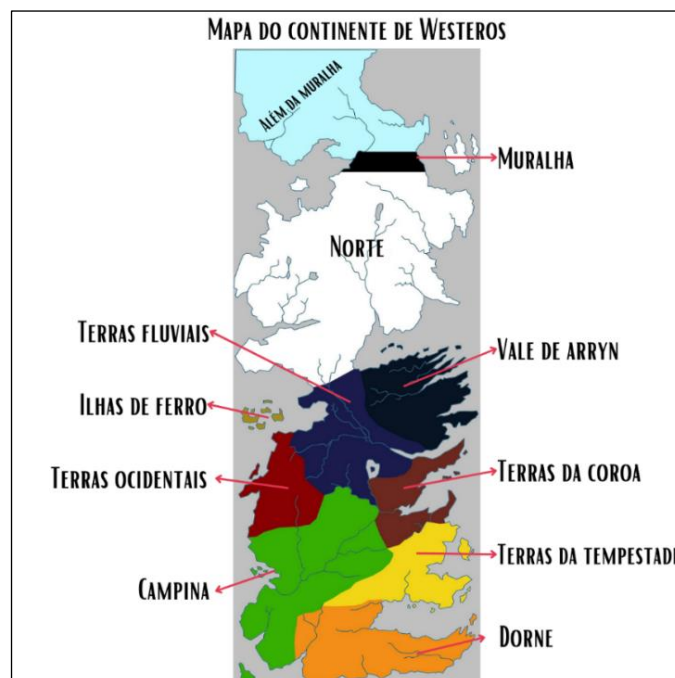 Mapa do continente de Westeros
Além da muralha
Muralha
Norte
Terras fluviais
Vale de arryn
Ilhas de ferro
Terras ocidentais
Terras da coroa
Terras da tempestade
Campina
Dorne